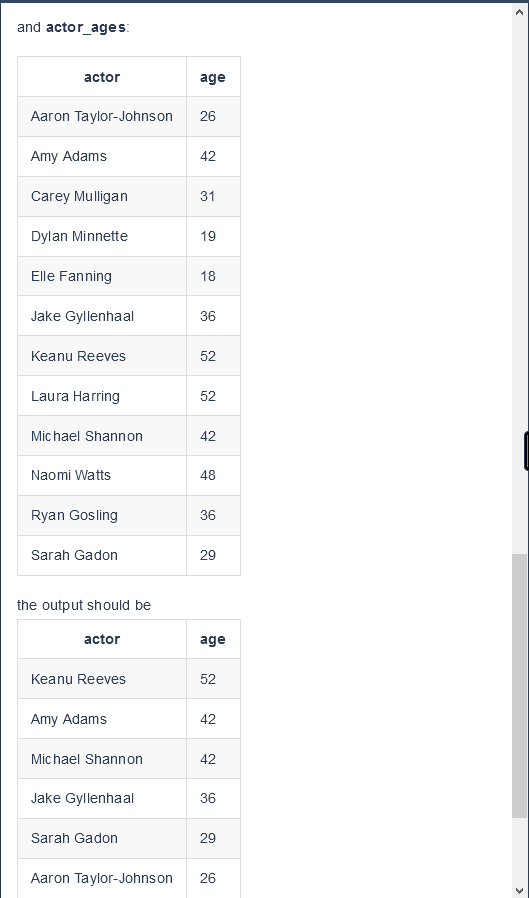 and actor_ages:
actor age
Aaron Taylor-Johnson 26
Amy Adams 42
Carey Mulligan 31
Dylan Minnette 19
Elle Fanning 18
Jake Gyllenhaal 36
Keanu Reeves 52
Laura Harring 52
Michael Shannon 42
Naomi Watts 48
Ryan Gosling 36
Sarah Gadon 29
the output should be
actor age
Keanu Reeves 52
Amy Adams 42
Michael Shannon 42
Jake Gyllenhaal 36
Sarah Gadon 29
Aaron Taylor-Johnson 26